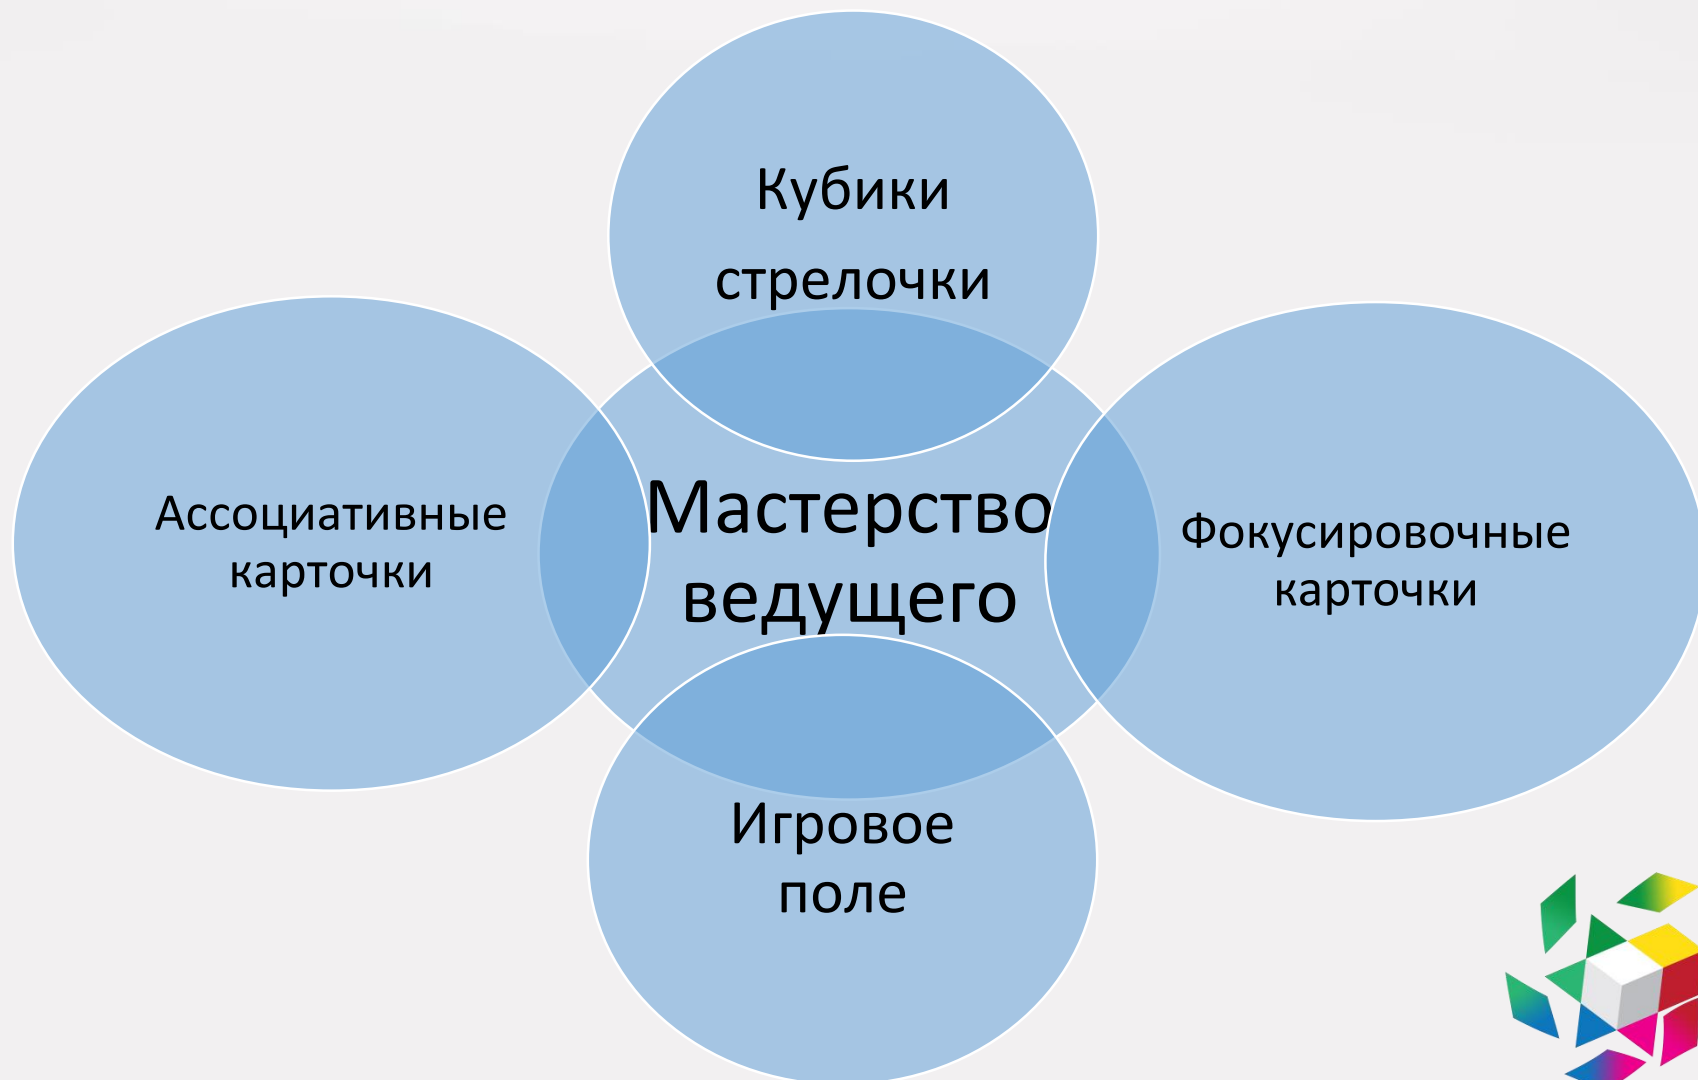 Кубики
стрелочки
Ассоциативные
карточки
Мастерство
ведущего
Фокусировочные
карточки
Игровое
поле